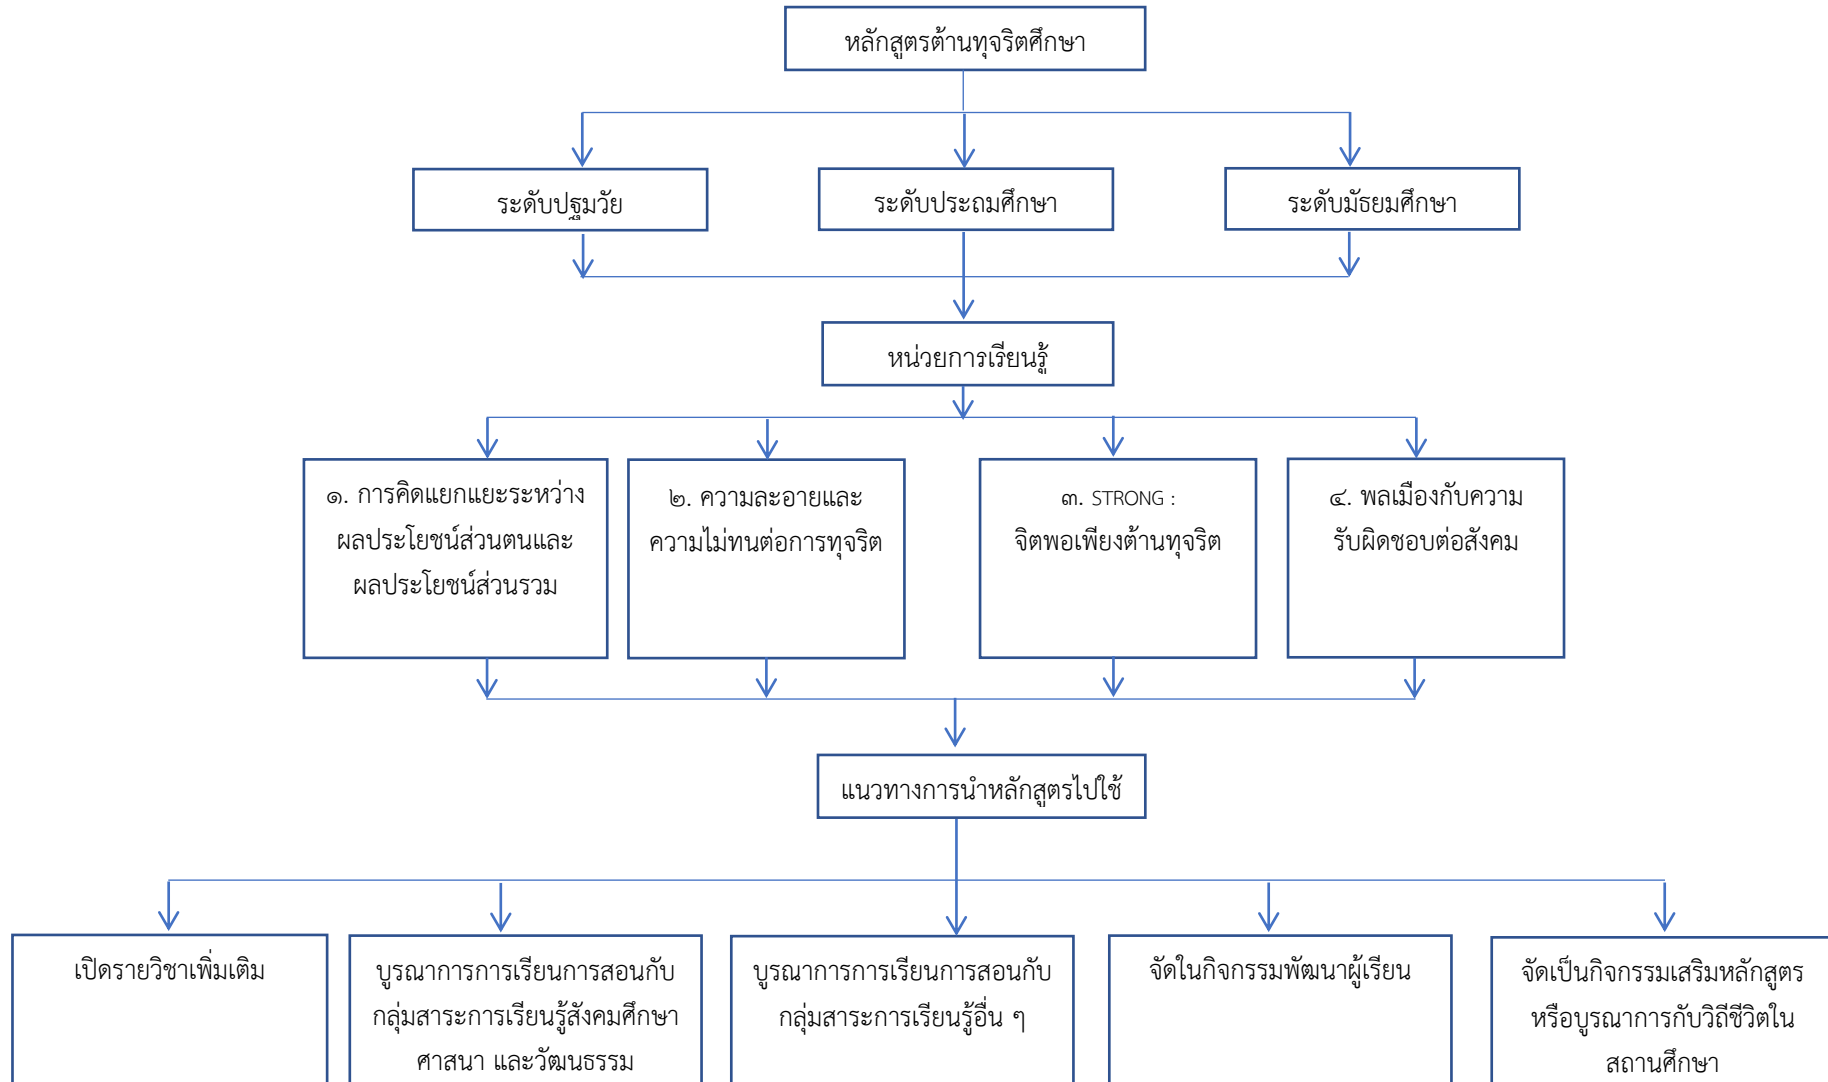 หลักสูตรต้านทุจริตศึกษา
ระดับปฐมวัย
ระดับประถมศึกษา
ระดับมัธยมศึกษา
หน่วยการเรียนรู้
๑. การคิดแยกแยะระหว่าง
ผลประโยชน์ส่วนตนและ
ผลประโยชน์ส่วนรวม
๒. ความละอายและ
ความไม่ทนต่อการทุจริต
๓. STRONG :
จิตพอเพียงต้านทุจริต
๔. พลเมืองกับความ
รับผิดชอบต่อสังคม
แนวทางการนำหลักสูตรไปใช้
เปิดรายวิชาเพิ่มเติม
บูรณาการการเรียนการสอนกับ
กลุ่มสาระการเรียนรู้สังคมศึกษา
ศาสนา และวัฒนธรรม
บูรณาการการเรียนการสอนกับ
กลุ่มสาระการเรียนรู้อื่น ๆ
จัดในกิจกรรมพัฒนาผู้เรียน
จัดเป็นกิจกรรมเสริมหลักสูตร
หรือบูรณาการกับวิถีชีวิตใน
สถานศึกษา